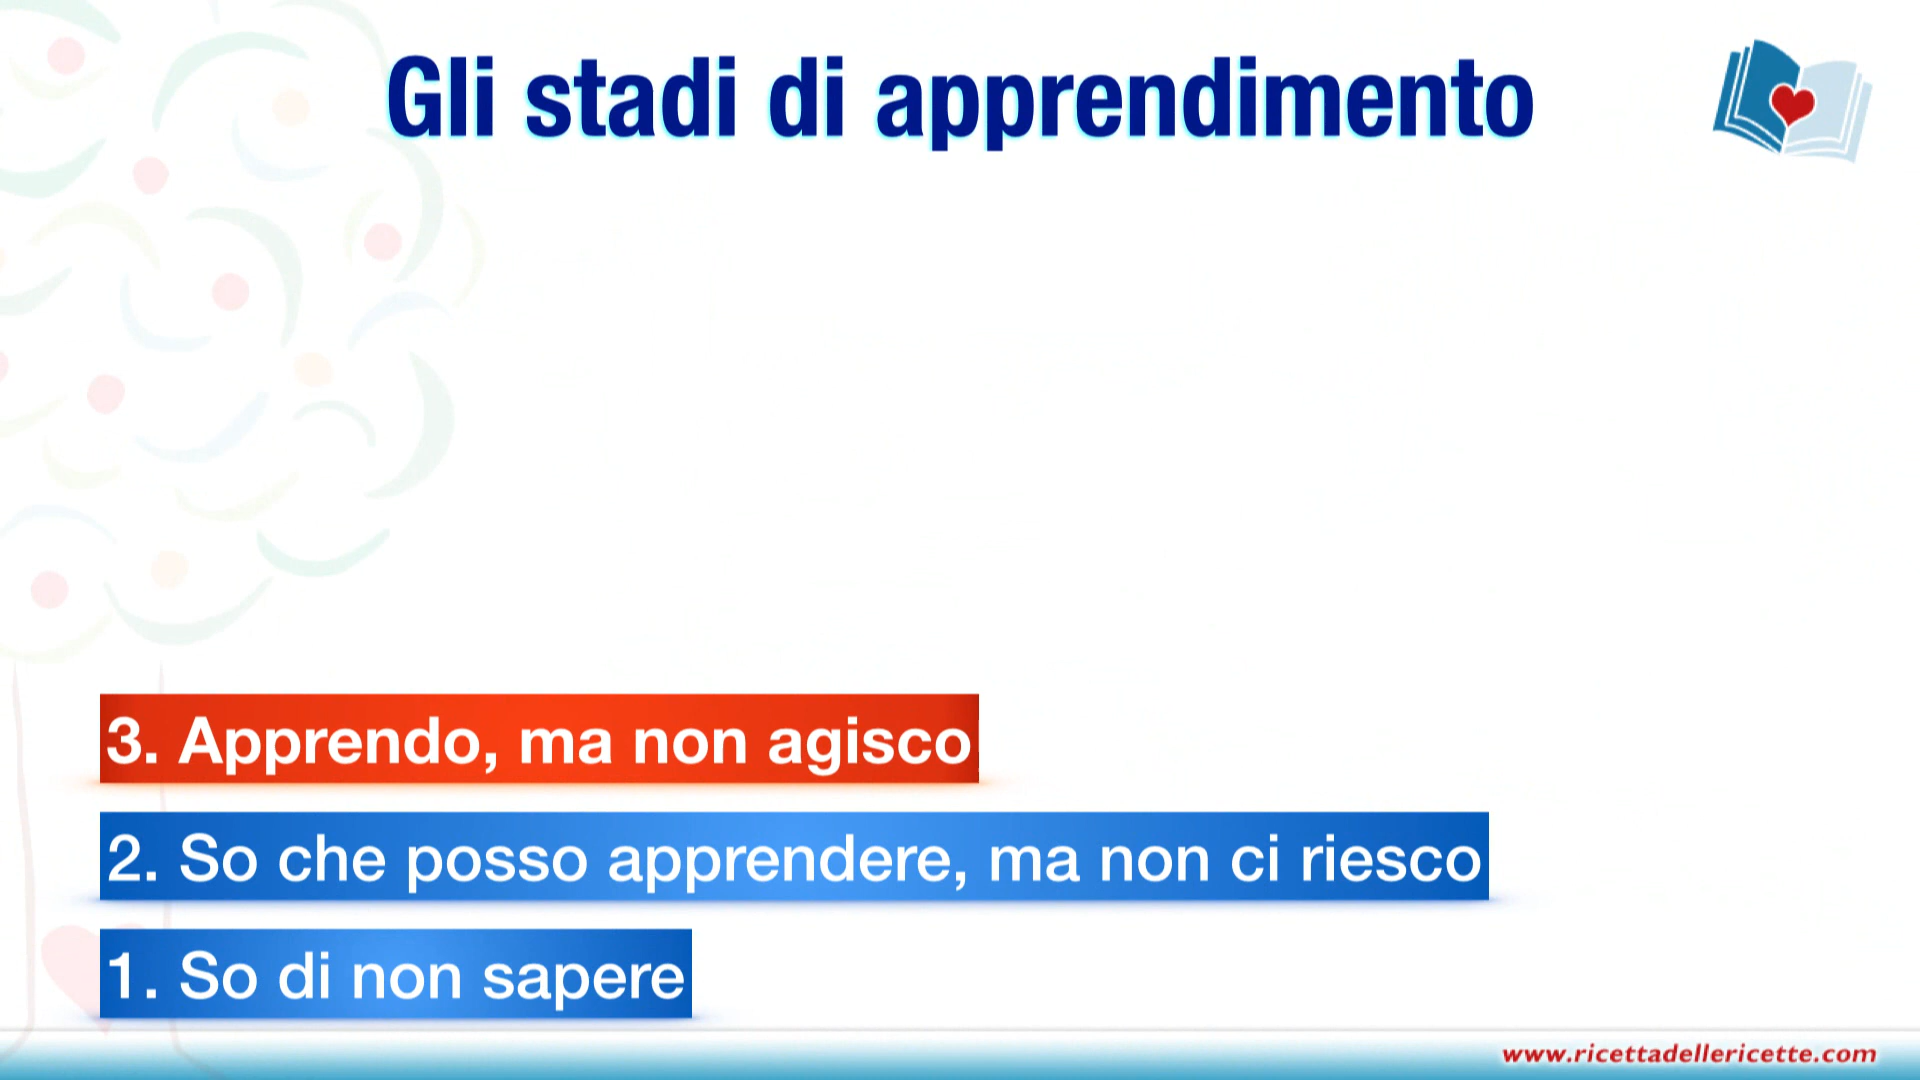 Gli stadi di apprendimento
3. Apprendo, ma non agisco
2. So che posso apprendere, ma non ci riesco
1. So di non sapere
www.ricettadellericette.com